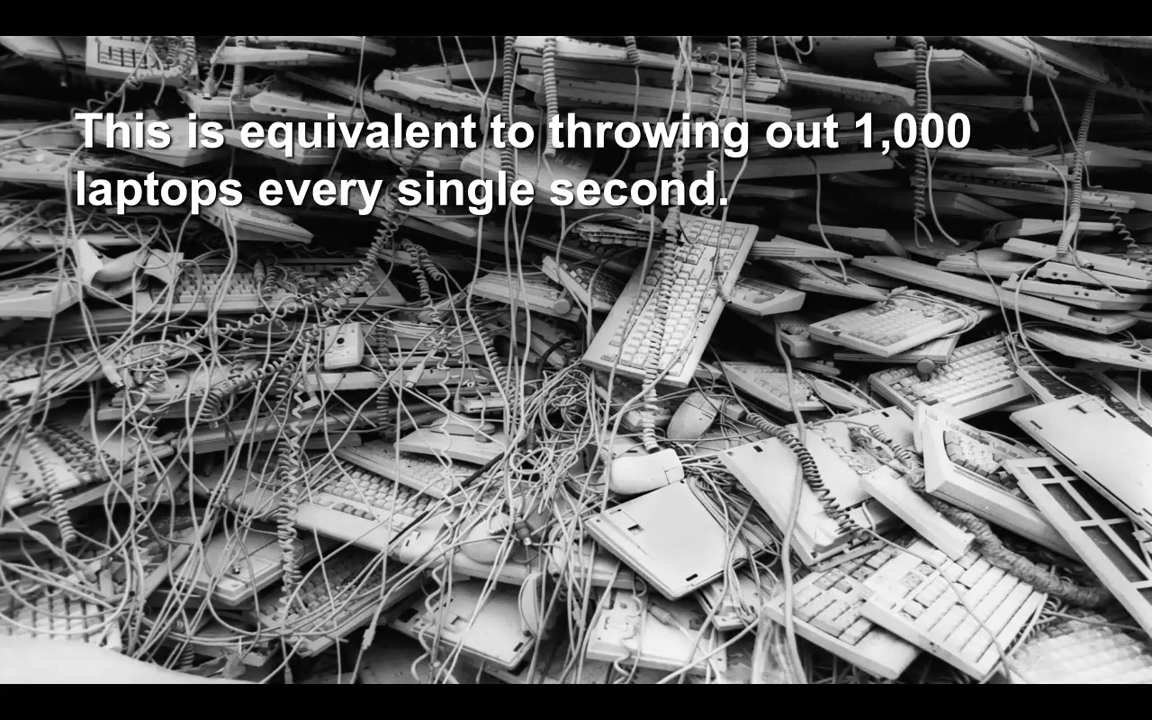 This is equivalent to throwing out 1,000
laptops every single second.